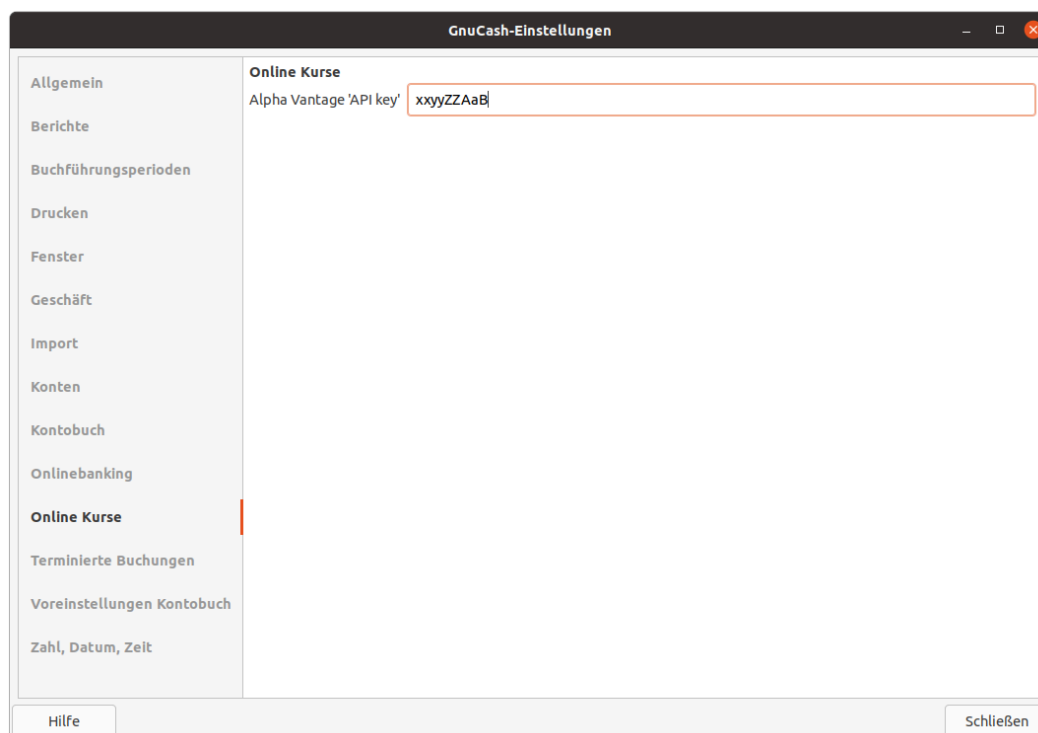 GnuCash-Einstellungen
Allgemein
Berichte
Buchführungsperioden
Drucken
Fenster
Geschäft
Import
Konten
Kontobuch
Onlinebanking
Online Kurse
Terminierte Buchungen
Voreinstellungen Kontobuch
Zahl, Datum, Zeit
Online Kurse
Alpha Vantage 'API key' xxyyZZAaB
Hilfe
Schließen